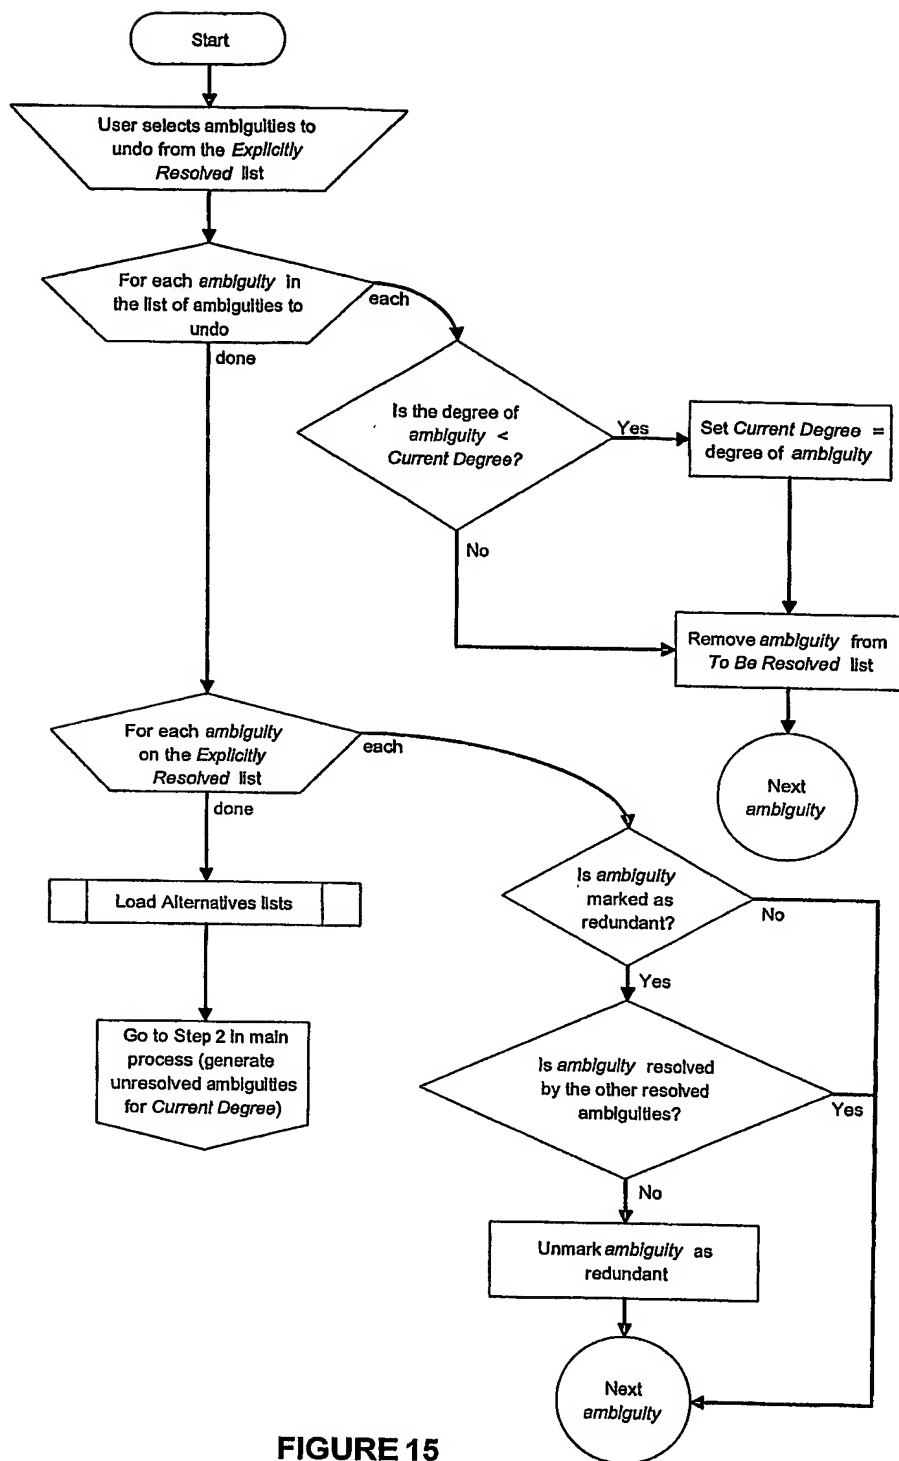 Start
User selects ambiguities to
undo from the Explicitly
Resolved list
For each ambiguity in
the list of ambiguities to
undo
each
done
Is the degree of
ambiguity <
Current Degree?
Yes
No
Set Current Degree =
degree of ambiguity
Remove ambiguity from
To Be Resolved list
Next
ambiguity
For each ambiguity
on the Explicitly
Resolved list
each
done
Load Alternatives lists
Go to Step 2 in main
process (generate
unresolved ambiguities
for Current Degree)
Is ambiguity
marked as
redundant?
No
Yes
Is ambiguity resolved
by the other resolved
ambiguities?
Yes
No
Unmark ambiguity as
redundant
Next
ambiguity
FIGURE 15